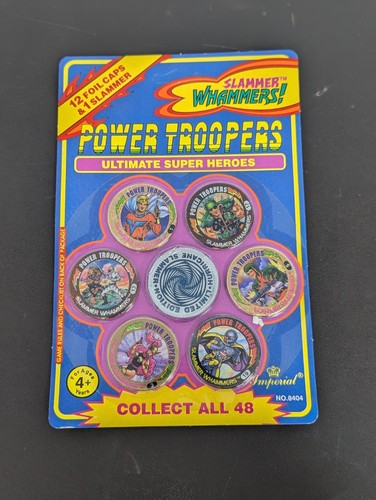 12 FOIL CAPS
& 1 SLAMMER
SLAMMER™
WHAMMERS!
POWER TROOPERS
ULTIMATE SUPER HEROES
POWER TROOPERS
POWER TROOPERS
SLAMMER WHAMMERS
POWER TROOPERS
SLAMMER WHAMMERS
LIMITED EDITION
HURRICANE SLAMMER
POWER TROOPERS
POWER TROOPERS
POWER TROOPERS
SLAMMER WHAMMERS
GAME RULES AND CHECKLIST ON BACK OF PACKAGE
For Ages
4+
Years
Imperial
NO.8404
COLLECT ALL 48